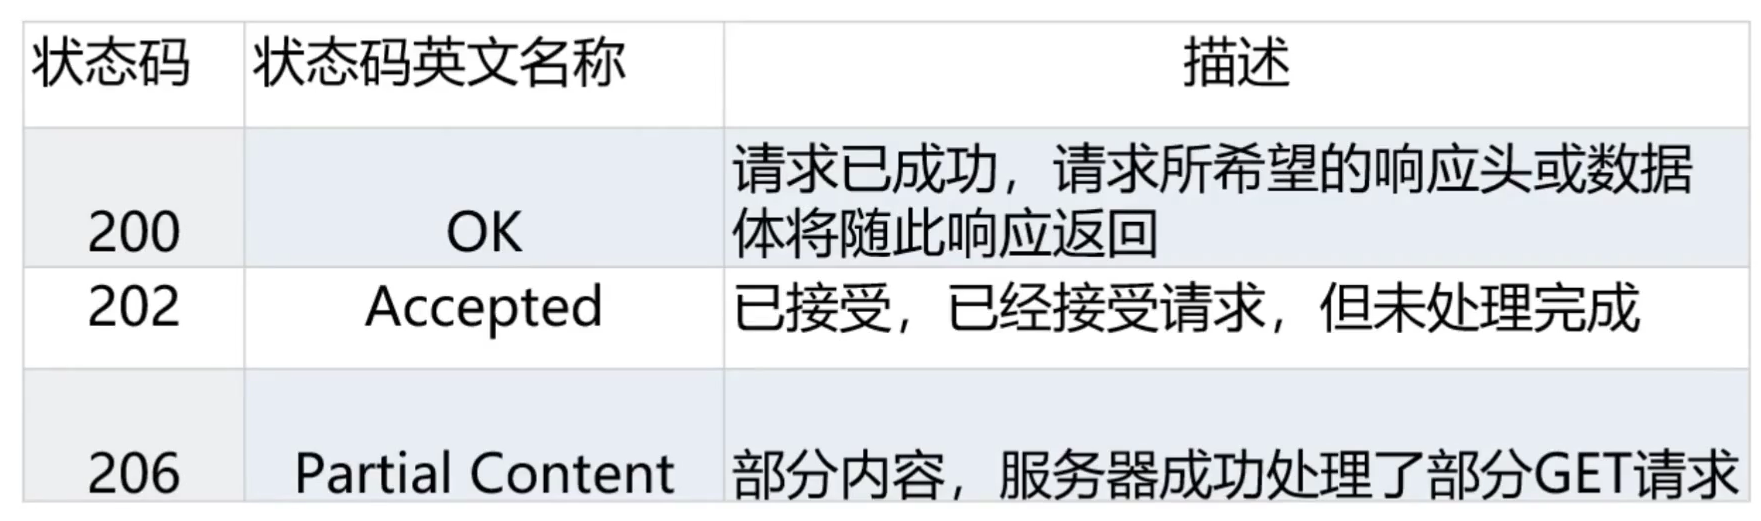 状态码 状态码英文名称 描述
请求已成功，请求所希望的响应头或数据
200 OK 体将随此响应返回
202 Accepted 已接受，已经接受请求，但未处理完成
206 Partial Content 部分内容，服务器成功处理了部分GET请求